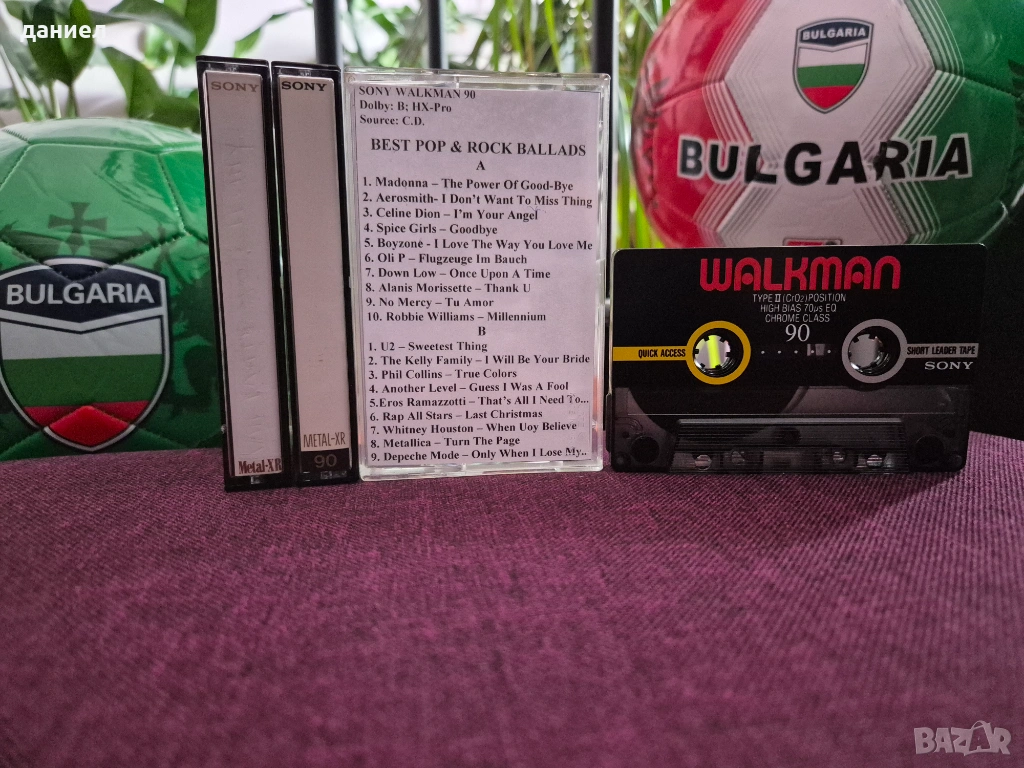 даниел
SONY
Metal-XR
SONY
METAL-XR
90
SONY WALKMAN 90
Dolby: B; HX-Pro
Source: C.D.
BEST POP & ROCK BALLADS
A
1. Madonna – The Power Of Good-Bye
2. Aerosmith- I Don't Want To Miss Thing
3. Celine Dion – I'm Your Angel
4. Spice Girls – Goodbye
5. Boyzone - I Love The Way You Love Me
6. Oli P – Flugzeuge Im Bauch
7. Down Low – Once Upon A Time
8. Alanis Morissette – Thank U
9. No Mercy – Tu Amor
10. Robbie Williams – Millennium
B
1. U2 – Sweetest Thing
2. The Kelly Family – I Will Be Your Bride
3. Phil Collins – True Colors
4. Another Level – Guess I Was A Fool
5.Eros Ramazzotti – That's All I Need To...
6. Rap All Stars – Last Christmas
7. Whitney Houston – When Uoy Believe
8. Metallica – Turn The Page
9. Depeche Mode – Only When I Lose My..
BULGARIA
BULGARIA
BULGARIA
WALKMAN
TYPE II (CrO2) POSITION
HIGH BIAS 70µs EQ
CHROME CLASS
90
QUICK ACCESS
SHORT LEADER TAPE
SONY
BAZAR